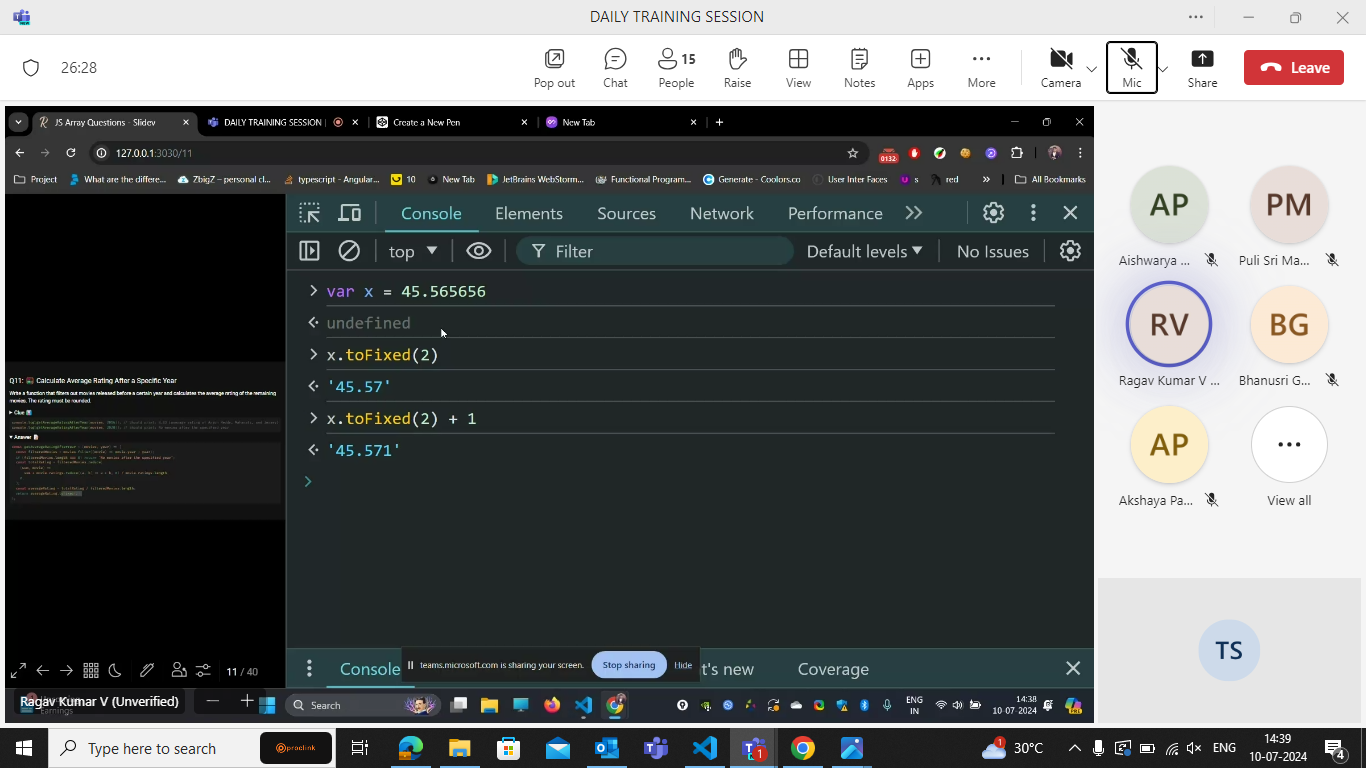 DAILY TRAINING SESSION
26:28
Pop out
Chat
15
People
Raise
View
Notes
Apps
More
Camera
Mic
Share
Leave
JS Array Questions - Slidev
DAILY TRAINING SESSION |
Create a New Pen
New Tab
127.0.0.1:3030/11
0132
Project
What are the differe...
ZbigZ – personal cl...
typescript - Angular...
10
New Tab
JetBrains WebStorm...
Functional Program...
Generate - Coolors.co
User Inter Faces
s
red
All Bookmarks
Console
Elements
Sources
Network
Performance
top
Filter
Default levels
No Issues
var x = 45.565656
undefined
x.toFixed(2)
'45.57'
x.toFixed(2) + 1
'45.571'
Q11: Calculate Average Rating After a Specific Year
Write a function that filters out movies released before a certain year and calculates the average rating of the remaining
movies. The rating must be rounded.
Clue
Answer
11 / 40
Console
teams.microsoft.com is sharing your screen.
Stop sharing
Hide
t's new
Coverage
Ragav Kumar V (Unverified)
Earnings
Search
ENG
IN
14:38
10-07-2024
AP
Aishwarya ...
PM
Puli Sri Ma...
RV
Ragav Kumar V ...
BG
Bhanusri G...
AP
Akshaya Pa...
View all
TS
Type here to search
proclink
1
1
30°C
ENG
14:39
10-07-2024
4